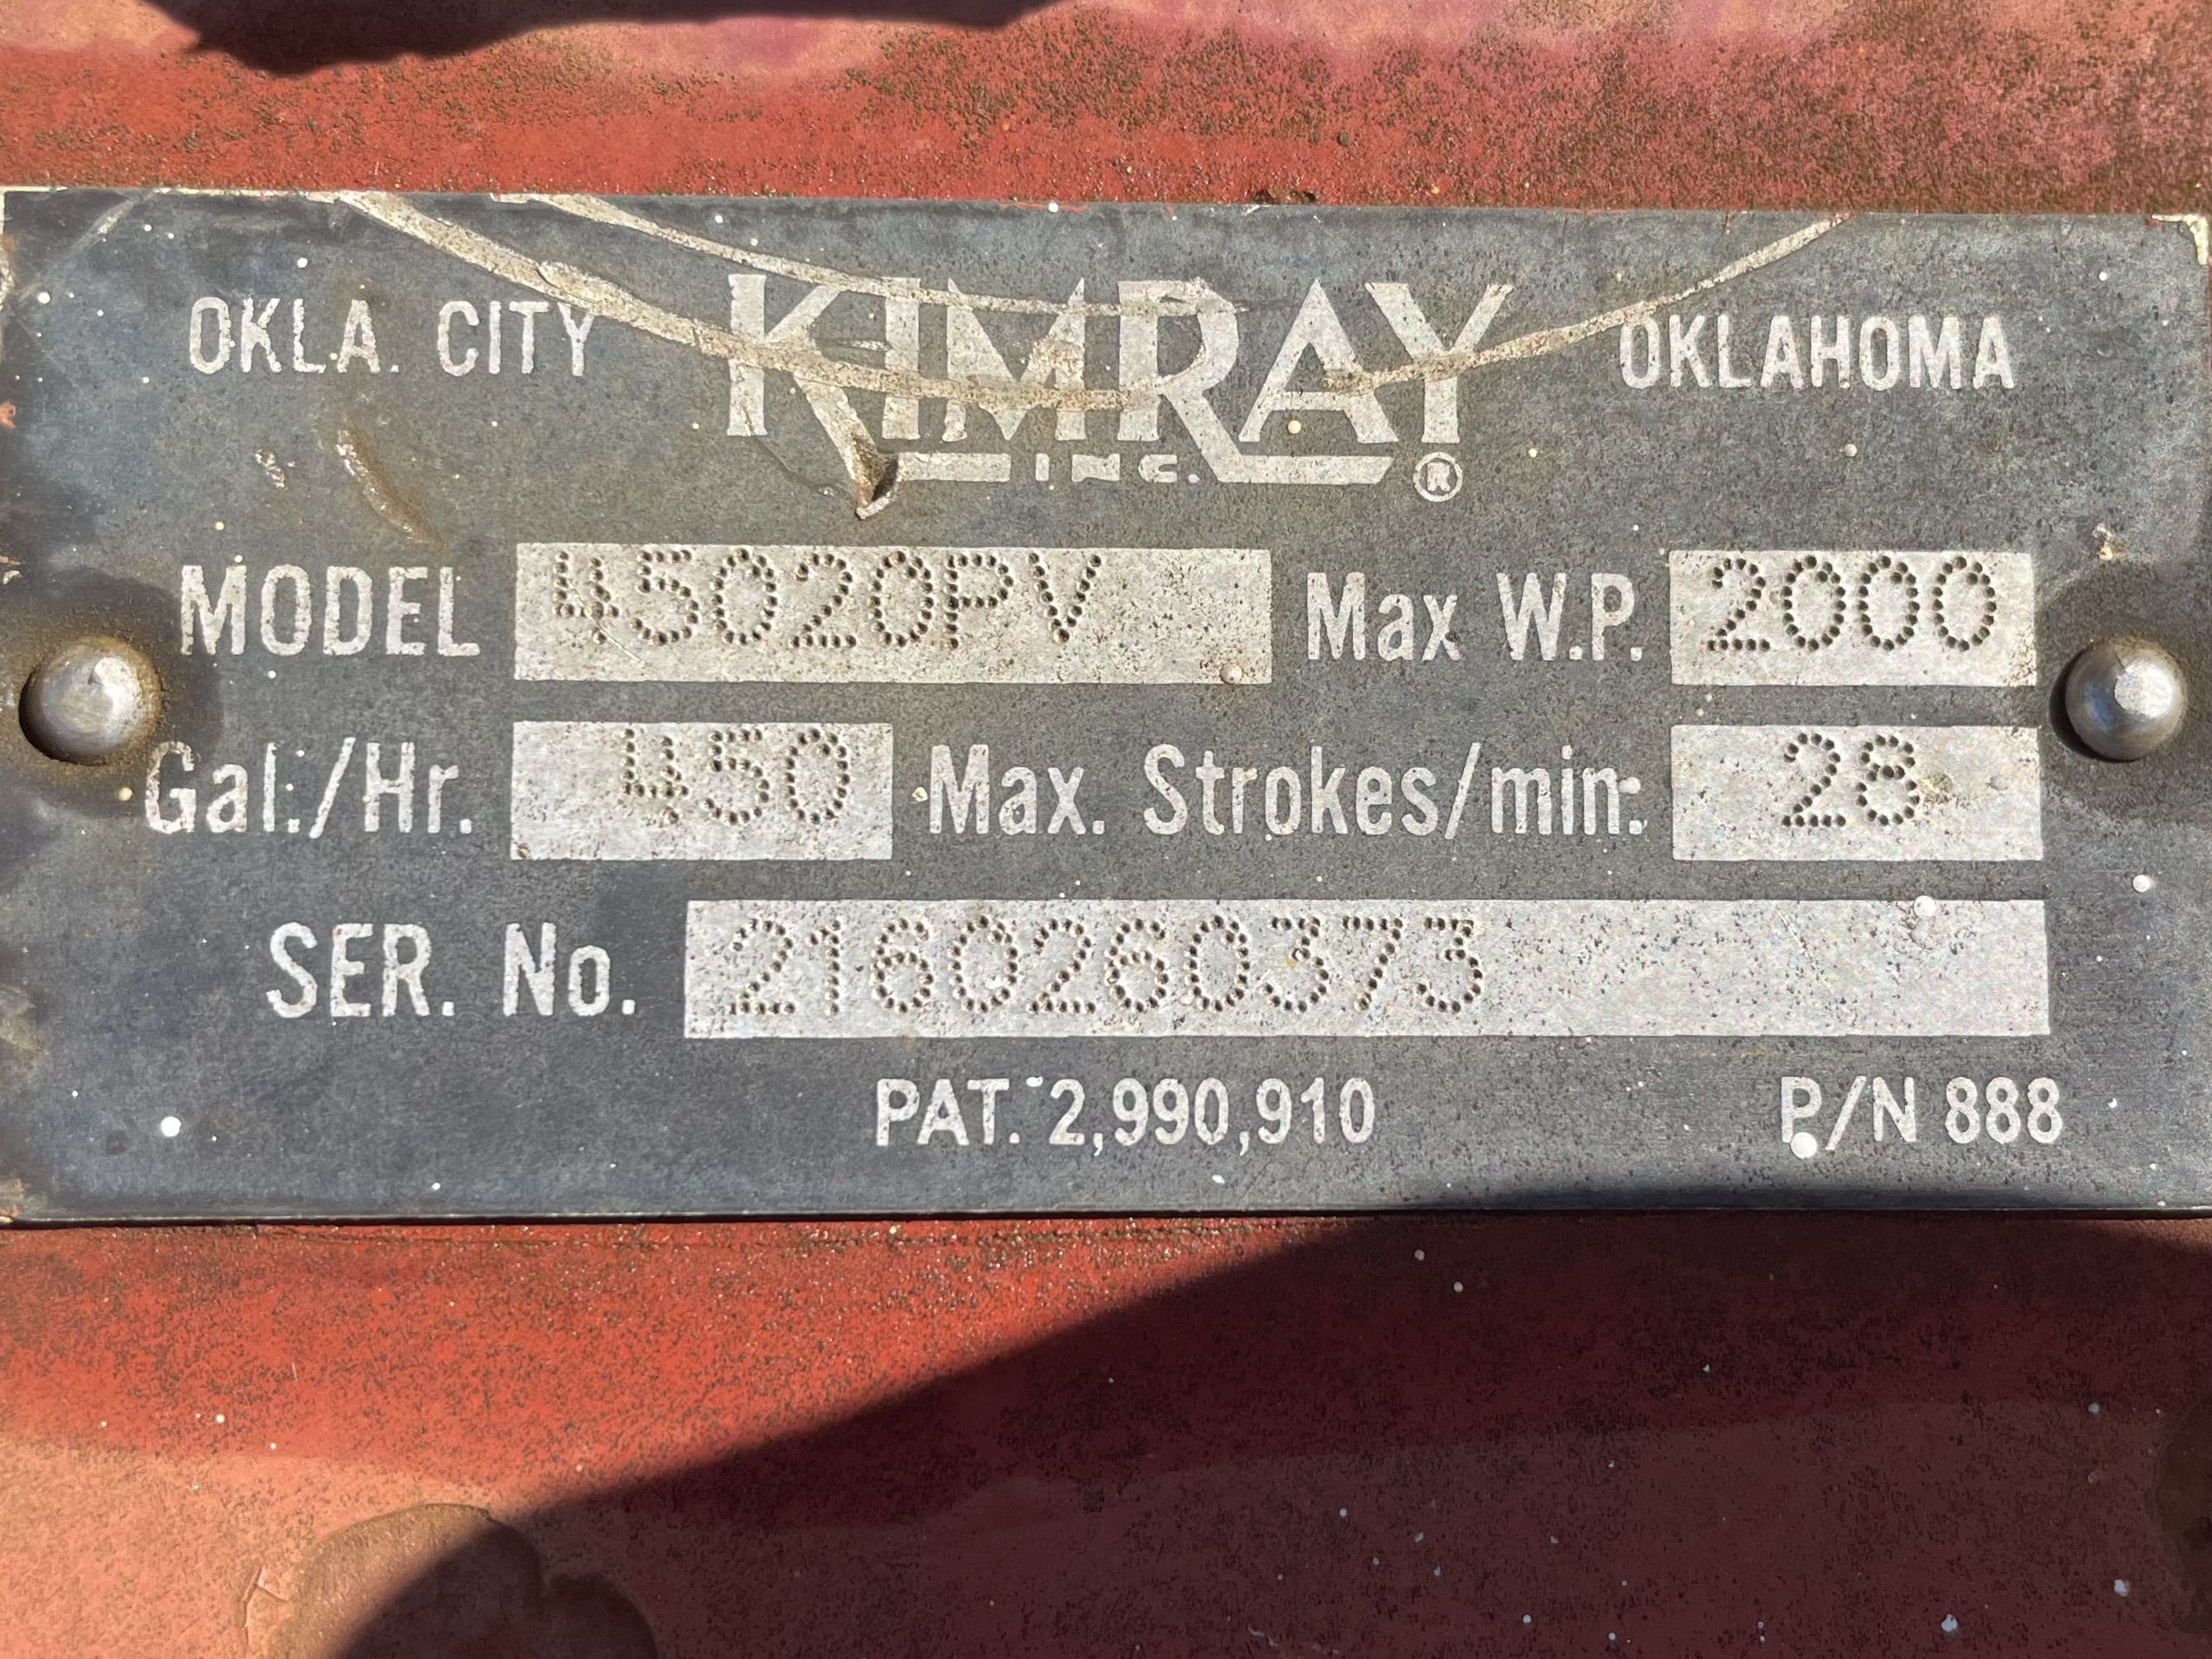 OKLA. CITY KIMRAY INC. ® OKLAHOMA
MODEL 45020PV Max W.P. 2000
Gal./Hr. 450 Max. Strokes/min. 28
SER. No. 2160260373
PAT. 2,990,910 P/N 888